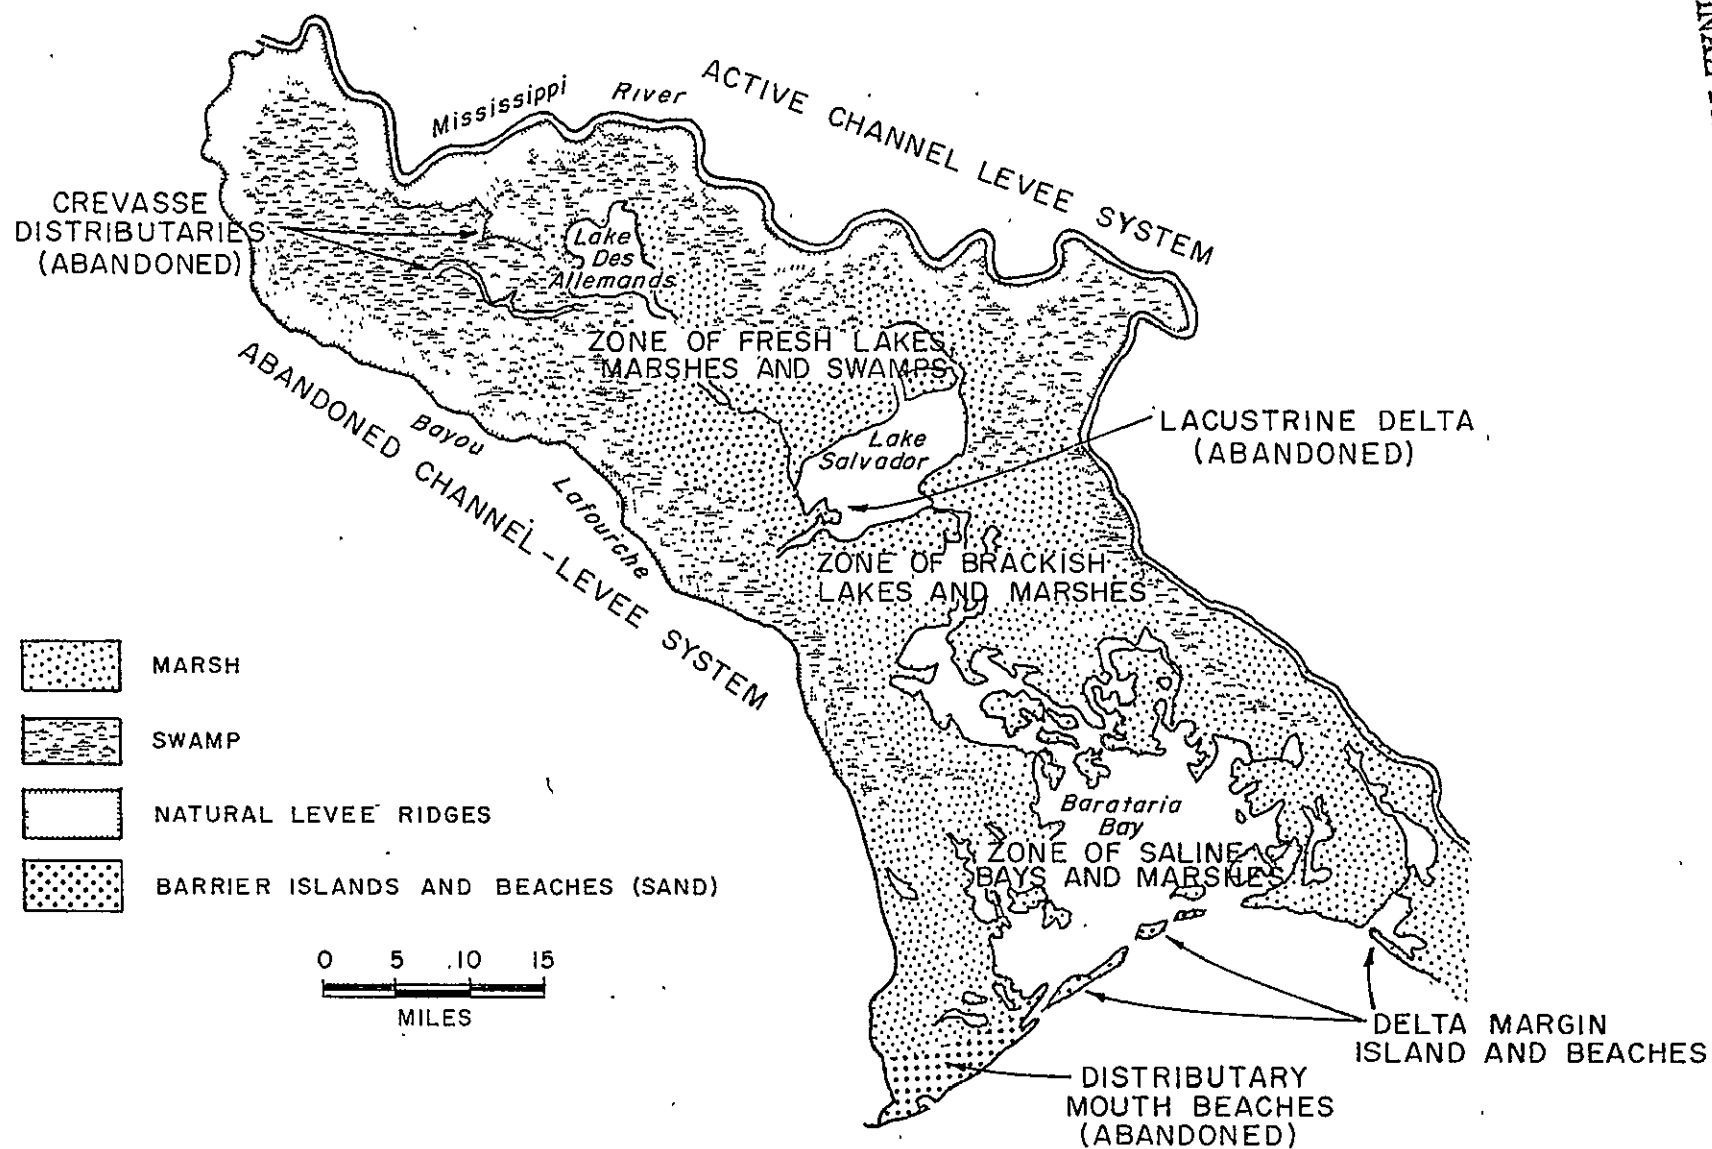 Mississippi River
ACTIVE CHANNEL LEVEE SYSTEM
CREVASSE
DISTRIBUTARIES
(ABANDONED)
Lake
Des
Allemands
ZONE OF FRESH LAKES,
MARSHES AND SWAMPS
ABANDONED CHANNEL-LEVEE SYSTEM
Bayou Lafourche
Lake
Salvador
LACUSTRINE DELTA
(ABANDONED)
ZONE OF BRACKISH
LAKES AND MARSHES
MARSH
SWAMP
NATURAL LEVEE RIDGES
BARRIER ISLANDS AND BEACHES (SAND)
0 5 10 15
MILES
Barataria
Bay
ZONE OF SALINE
BAYS AND MARSHES
DELTA MARGIN
ISLAND AND BEACHES
DISTRIBUTARY
MOUTH BEACHES
(ABANDONED)